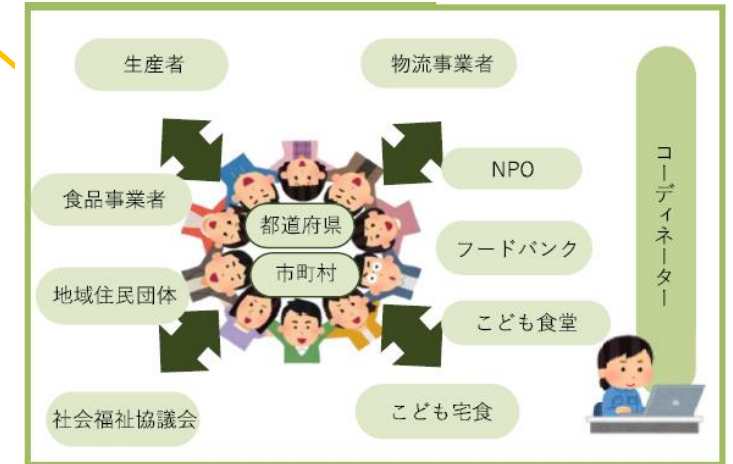 生産者
物流事業者
食品事業者
NPO
都道府県
フードバンク
市町村
地域住民団体
こども食堂
社会福祉協議会
こども宅食
コーディネーター